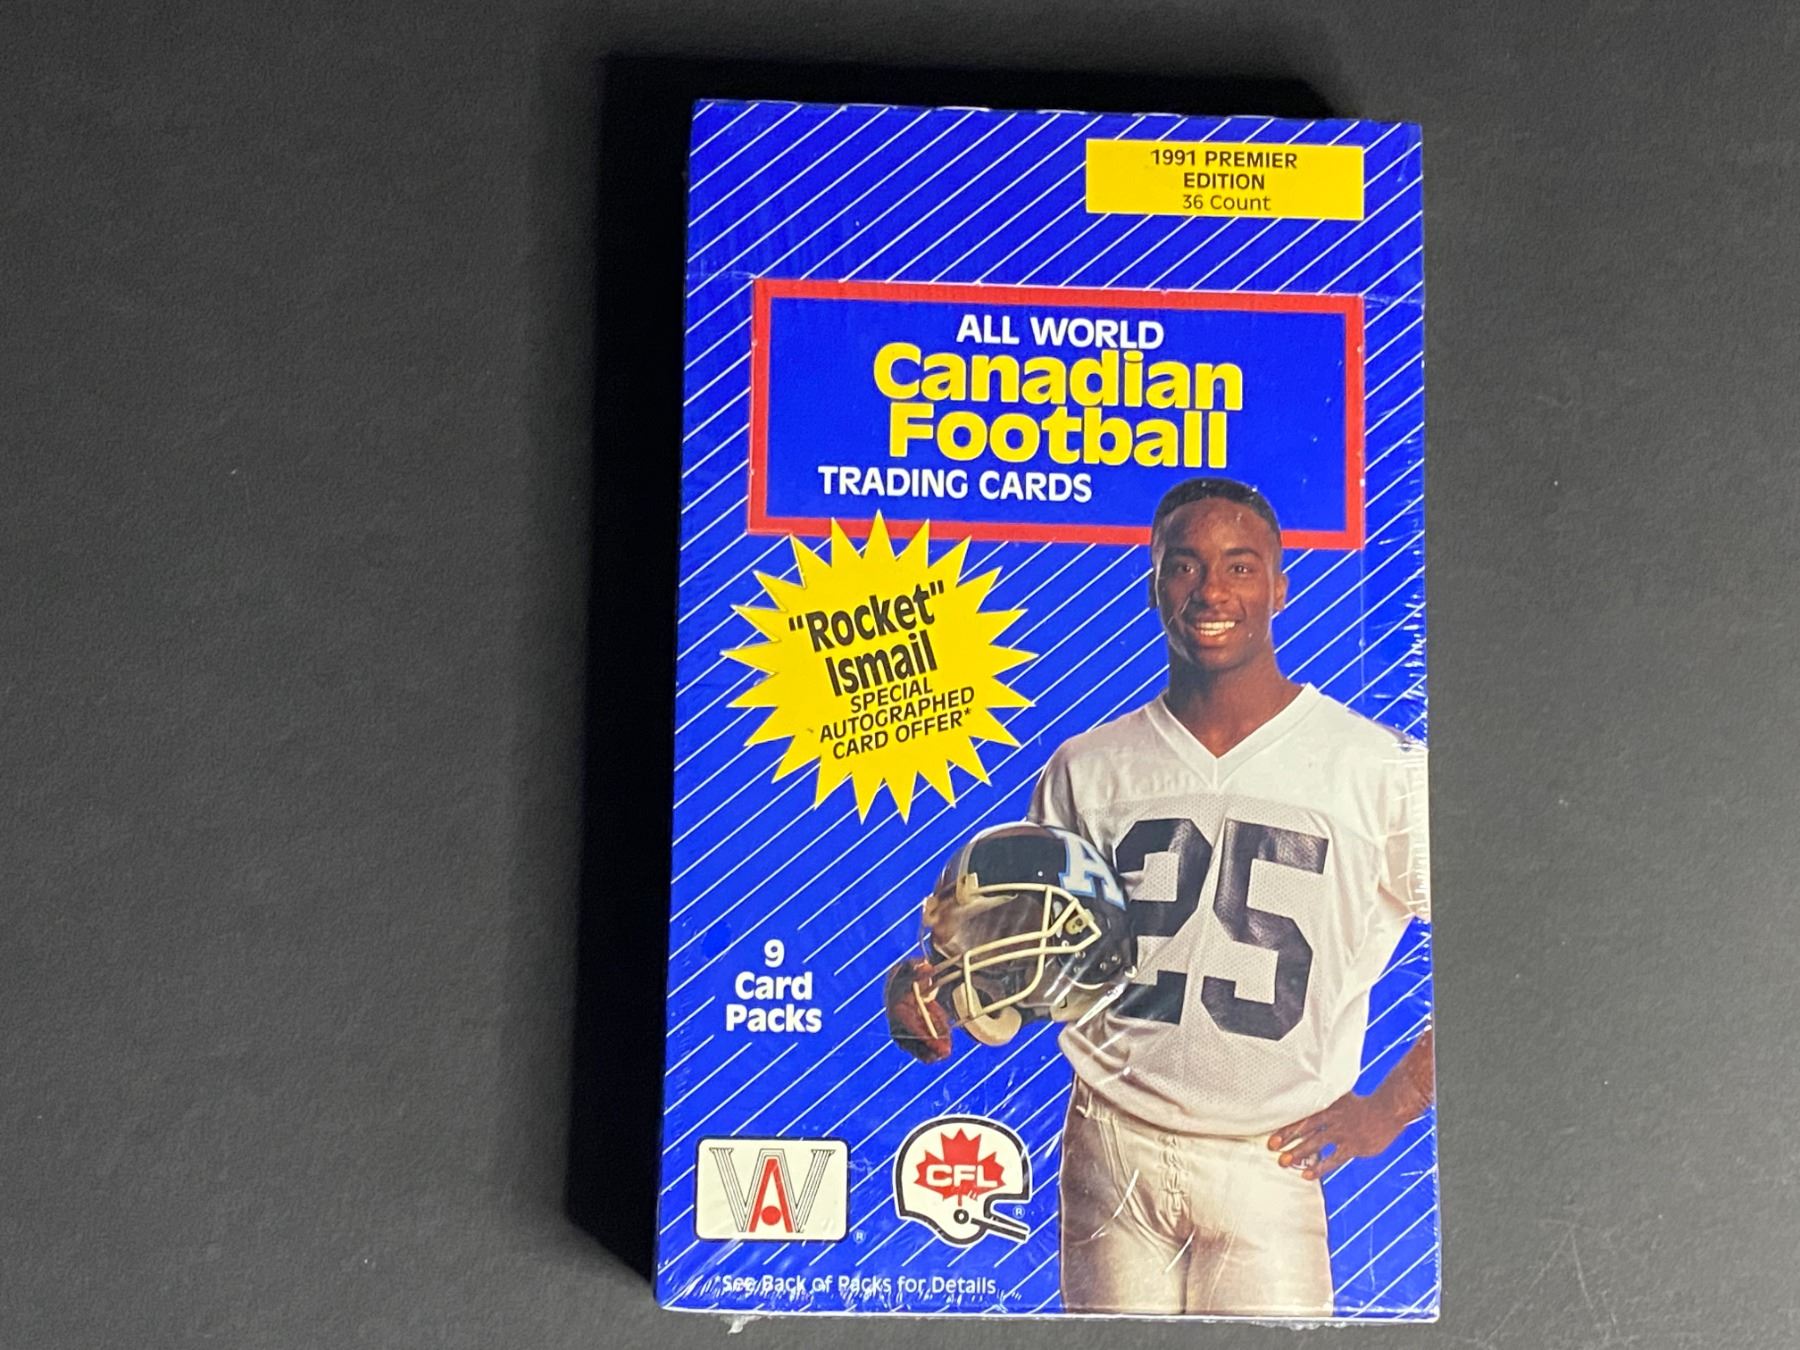 1991 PREMIER
EDITION
36 Count
ALL WORLD
Canadian
Football
TRADING CARDS
"Rocket"
Ismail
SPECIAL
AUTOGRAPHED
CARD OFFER*
A
25
9
Card
Packs
WA
®
CFL
®
*See Back of Packs for Details